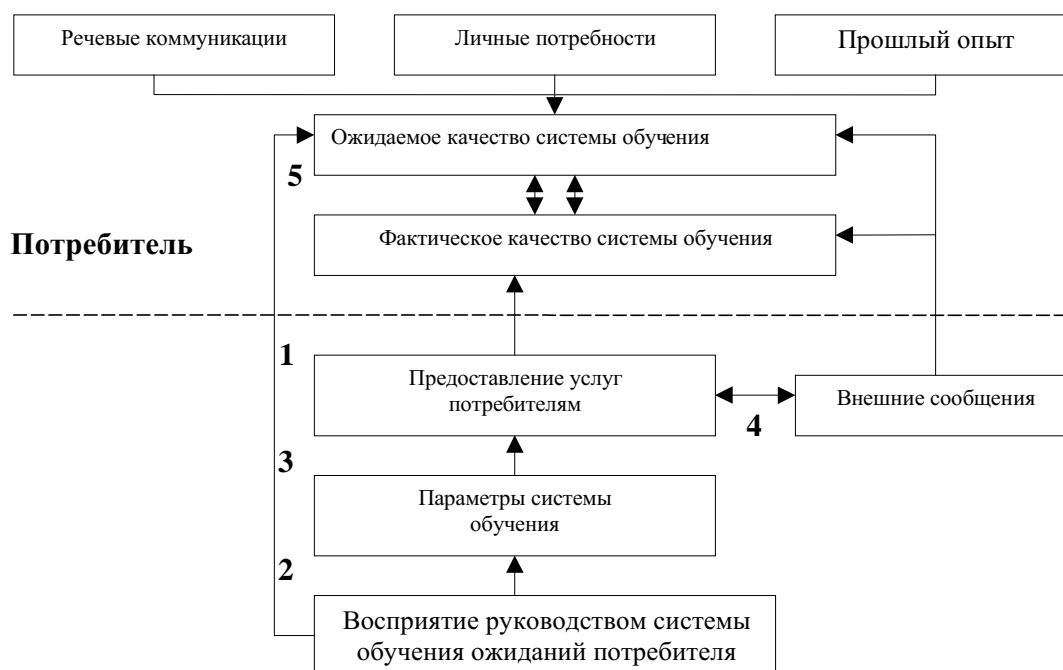 Речевые коммуникации
Личные потребности
Прошлый опыт
Ожидаемое качество системы обучения
5
Фактическое качество системы обучения
Потребитель
1
Предоставление услуг
потребителям
Внешние сообщения
4
3
Параметры системы
обучения
2
Восприятие руководством системы
обучения ожиданий потребителя